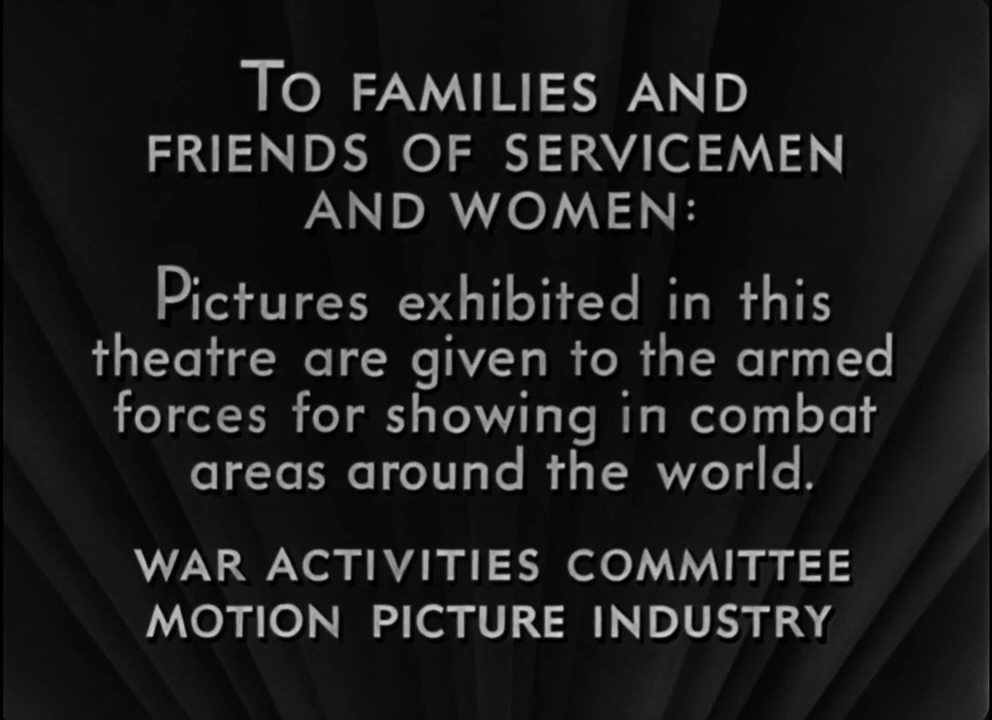 TO FAMILIES AND
FRIENDS OF SERVICEMEN
AND WOMEN:
Pictures exhibited in this
theatre are given to the armed
forces for showing in combat
areas around the world.
WAR ACTIVITIES COMMITTEE
MOTION PICTURE INDUSTRY